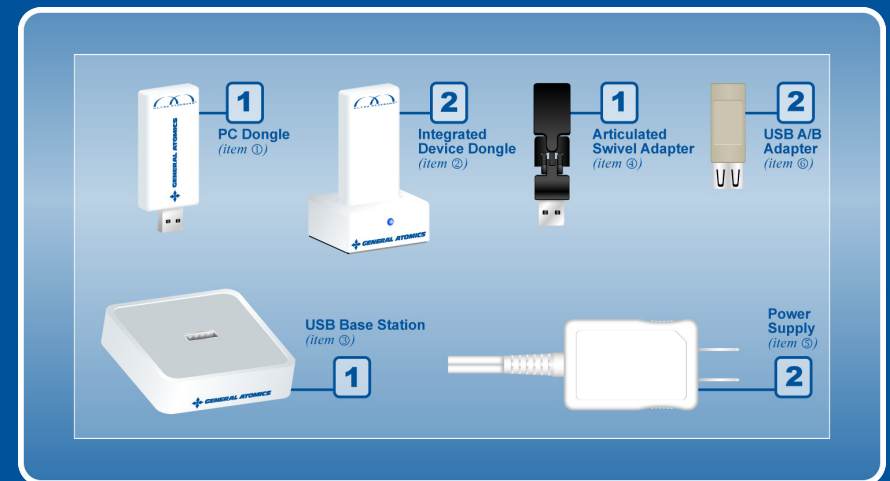 1
PC Dongle
(item ①)
GENERAL ATOMICS
2
Integrated
Device Dongle
(item ②)
GENERAL ATOMICS
1
Articulated
Swivel Adapter
(item ④)
2
USB A/B
Adapter
(item ⑥)
USB Base Station
(item ③)
1
GENERAL ATOMICS
Power
Supply
(item ⑤)
2